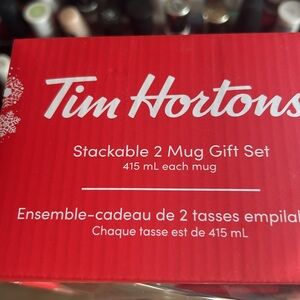 Tim Hortons
Stackable 2 Mug Gift Set
415 mL each mug
Ensemble-cadeau de 2 tasses
Chaque tasse est de 415 mL